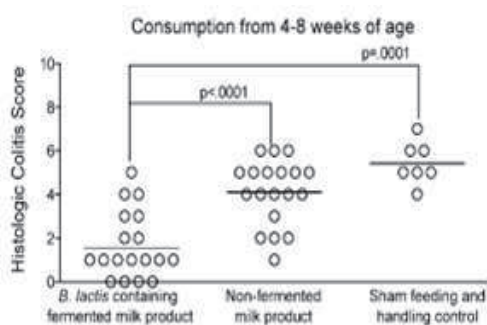 Consumption from 4-8 weeks of age
p=.0001
p<.0001
Histologic Colitis Score
10
8
6
4
2
0
B. lactis containing
fermented milk product
Non-fermented
milk product
Sham feeding and
handling control